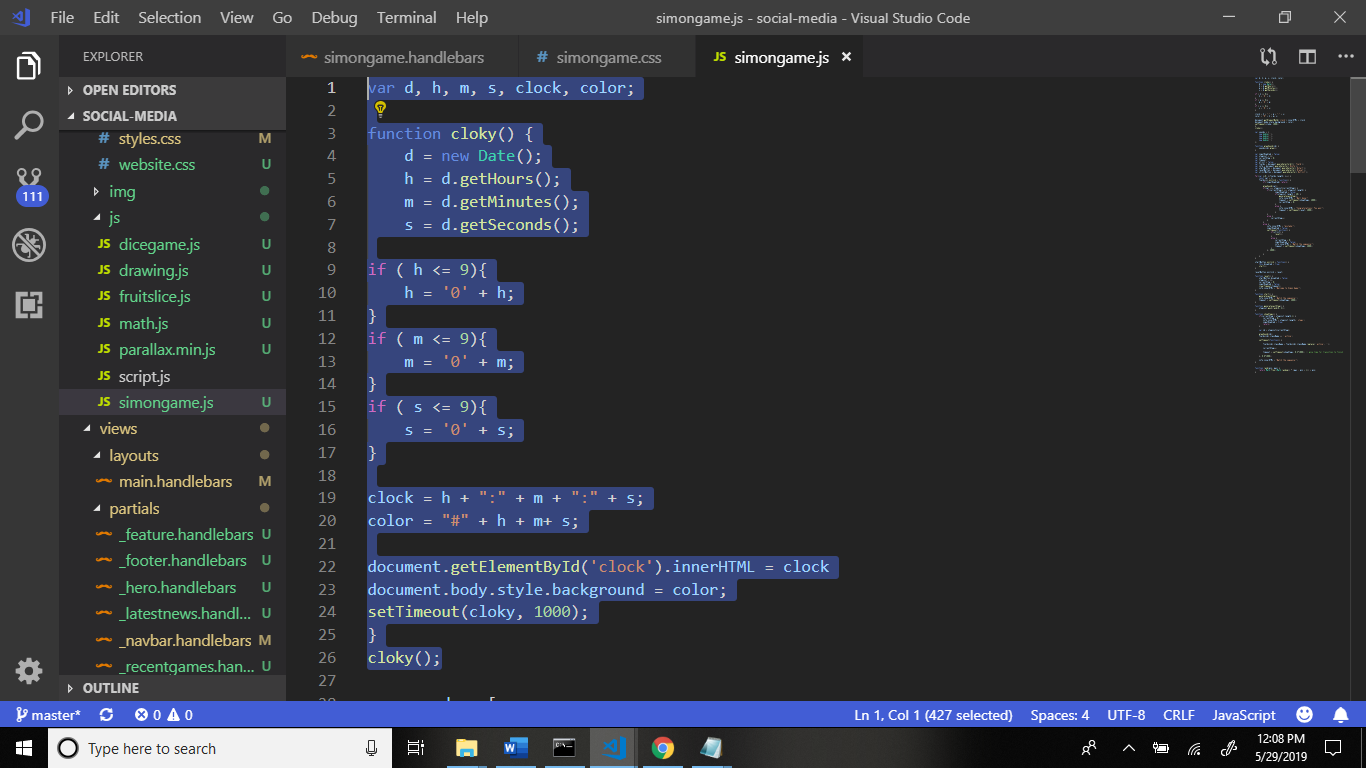 File Edit Selection View Go Debug Terminal Help simongame.js - social-media - Visual Studio Code
EXPLORER
OPEN EDITORS
SOCIAL-MEDIA
# styles.css M
# website.css U
img
js
JS dicegame.js U
JS drawing.js U
JS fruitslice.js U
JS math.js U
JS parallax.min.js U
JS script.js
JS simongame.js U
views
layouts
main.handlebars M
partials
_feature.handlebars U
_footer.handlebars U
_hero.handlebars U
_latestnews.handl... U
_navbar.handlebars M
_recentgames.han... U
OUTLINE
111
simongame.handlebars # simongame.css JS simongame.js
1 var d, h, m, s, clock, color;
2
3 function cloky() {
4 d = new Date();
5 h = d.getHours();
6 m = d.getMinutes();
7 s = d.getSeconds();
8
9 if ( h <= 9){
10 h = '0' + h;
11 }
12 if ( m <= 9){
13 m = '0' + m;
14 }
15 if ( s <= 9){
16 s = '0' + s;
17 }
18
19 clock = h + ":" + m + ":" + s;
20 color = "#" + h + m+ s;
21
22 document.getElementById('clock').innerHTML = clock
23 document.body.style.background = color;
24 setTimeout(cloky, 1000);
25 }
26 cloky();
27
master* 0 0 Ln 1, Col 1 (427 selected) Spaces: 4 UTF-8 CRLF JavaScript
Type here to search
12:08 PM
5/29/2019